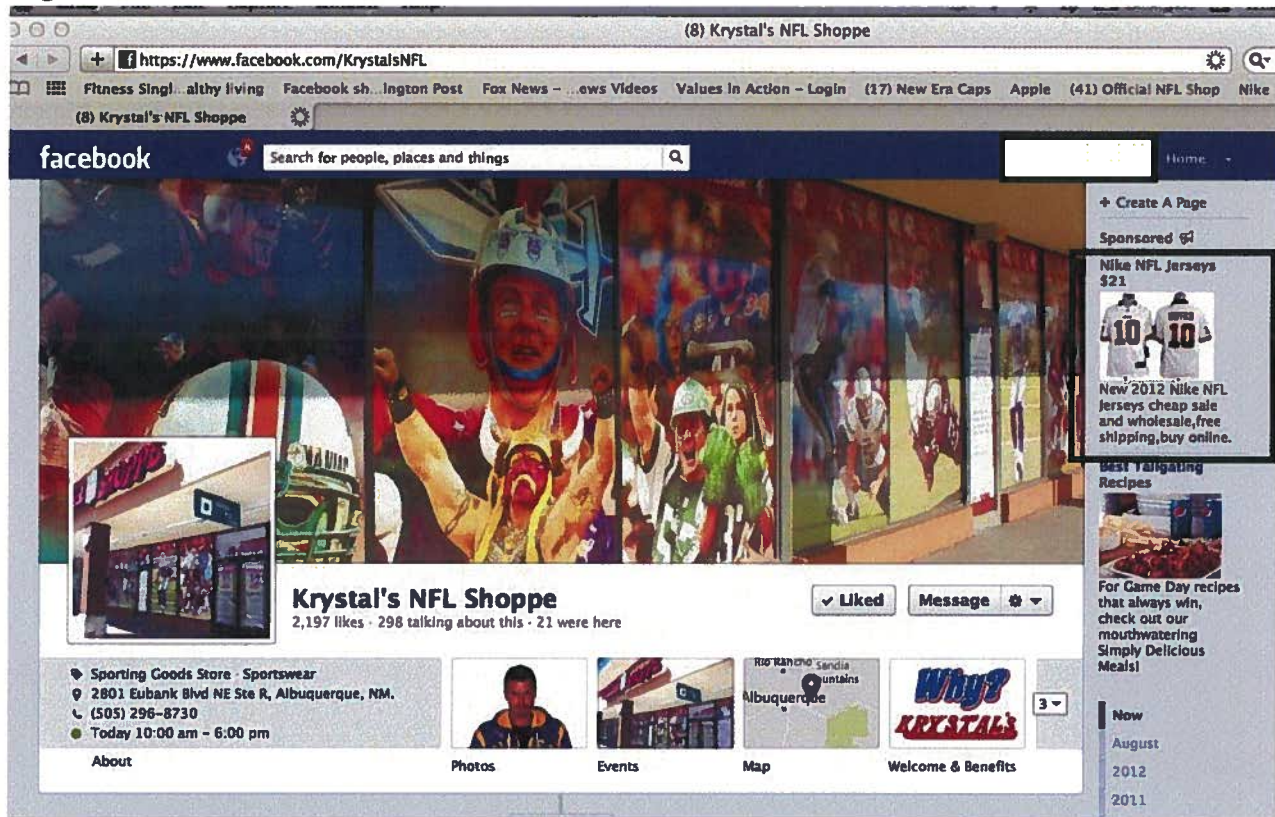 (8) Krystal's NFL Shoppe
https://www.facebook.com/KrystalsNFL
Fitness Singl...althy living Facebook sh...ington Post Fox News – ...ews Videos Values in Action – Login (17) New Era Caps Apple (41) Official NFL Shop Nike
(8) Krystal's NFL Shoppe
facebook
Search for people, places and things
Home
+ Create A Page
Sponsored
Nike NFL Jerseys
$21
10 10
New 2012 Nike NFL
Jerseys cheap sale
and wholesale,free
shipping,buy online.
Best Tailgating
Recipes
For Game Day recipes
that always win,
check out our
mouthwatering
Simply Delicious
Meals!
Krystal's NFL Shoppe
2,197 likes · 298 talking about this · 21 were here
✓ Liked
Message
Sporting Goods Store · Sportswear
2801 Eubank Blvd NE Ste R, Albuquerque, NM.
(505) 296-8730
Today 10:00 am – 6:00 pm
About
Photos
Events
Rio Rancho
Sandia
Mountains
Albuquerque
Map
Why?
KRYSTAL'S
Welcome & Benefits
3
Now
August
2012
2011